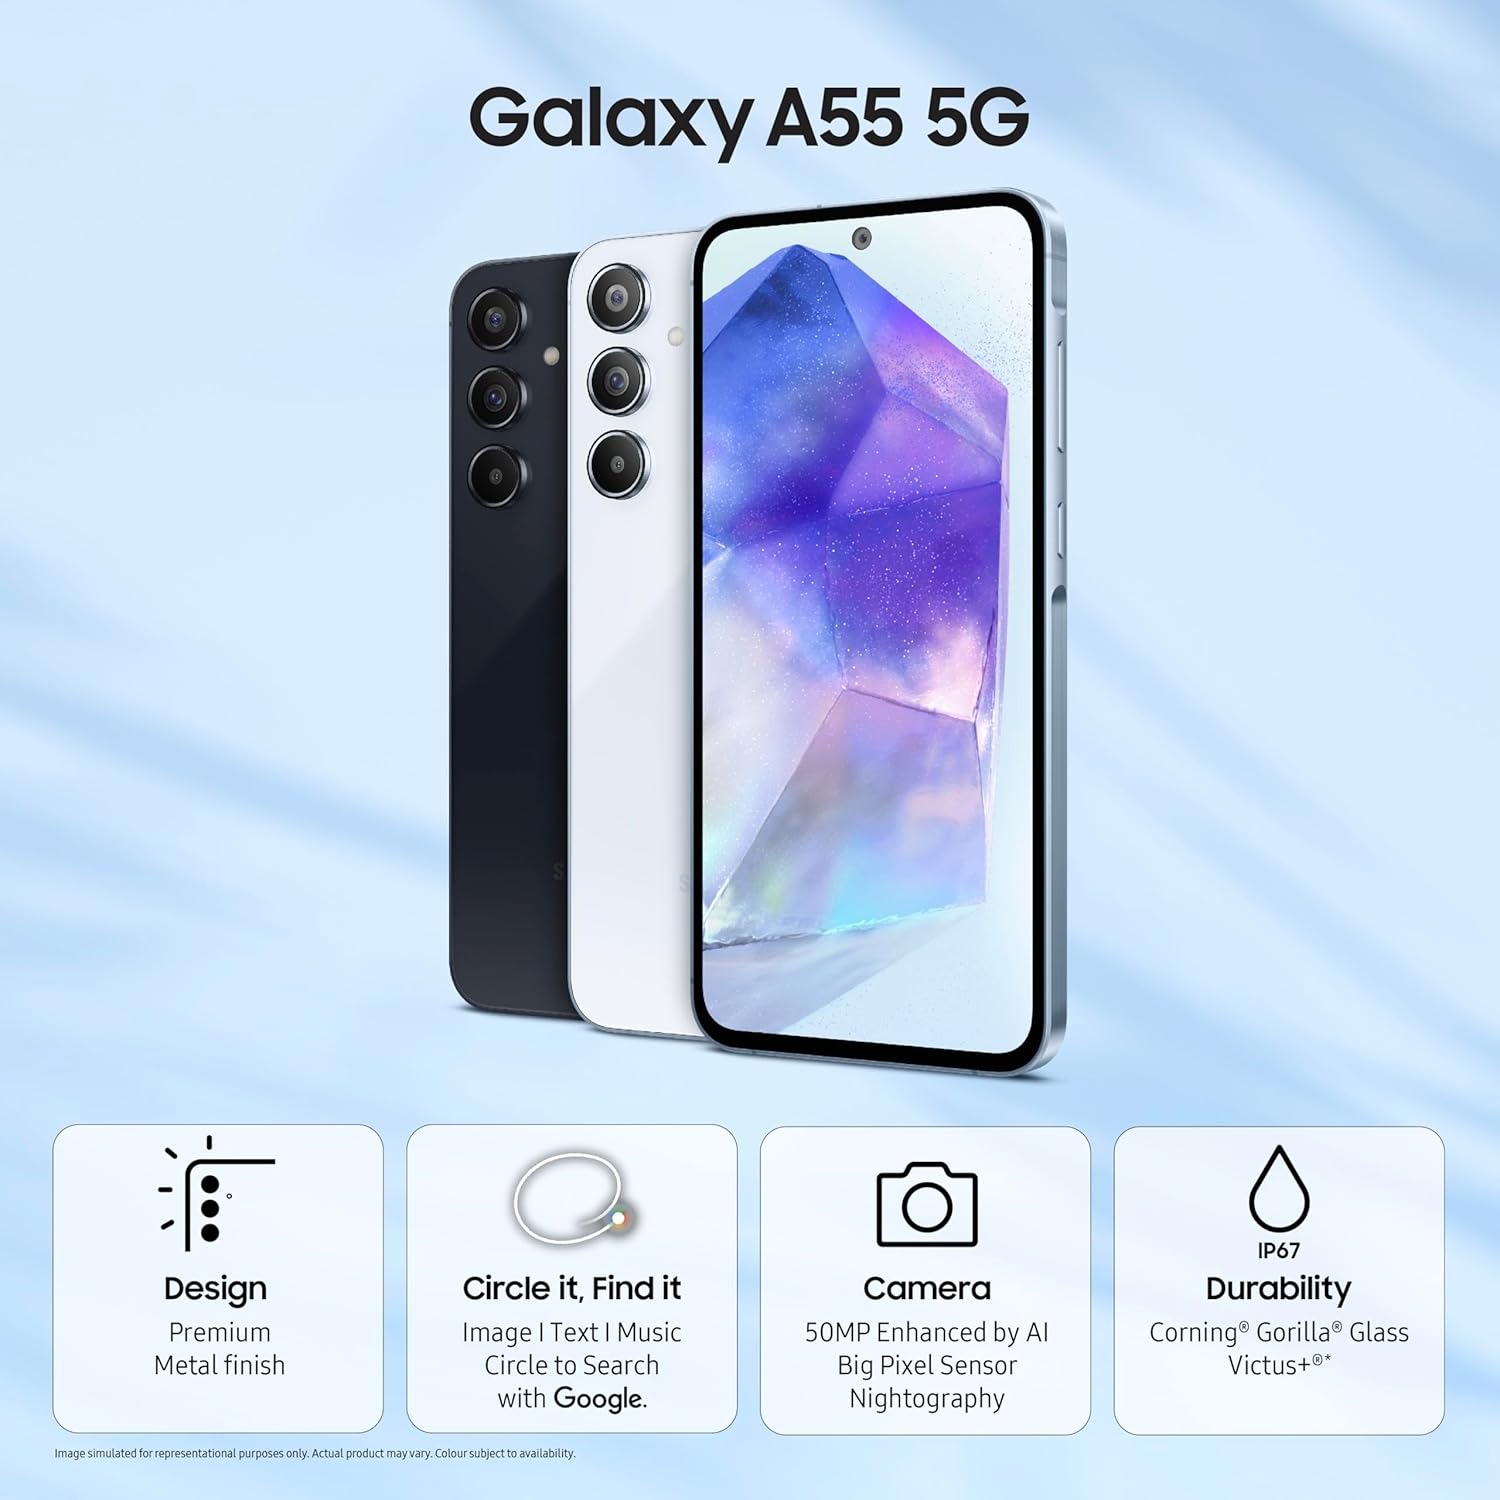 Galaxy A55 5G
S
S
IP67
Design
Premium
Metal finish
Circle it, Find it
Image | Text | Music
Circle to Search
with Google.
Camera
50MP Enhanced by AI
Big Pixel Sensor
Nightography
Durability
Corning® Gorilla® Glass
Victus+®*
Image simulated for representational purposes only. Actual product may vary. Colour subject to availability.